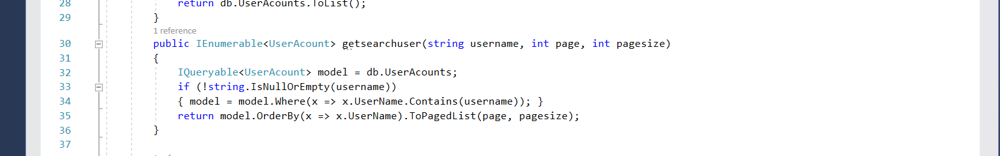 28 return db.UserAcounts.ToList();
29 }
1 reference
30 public IEnumerable<UserAcount> getsearchuser(string username, int page, int pagesize)
31 {
32 IQueryable<UserAcount> model = db.UserAcounts;
33 if (!string.IsNullOrEmpty(username))
34 { model = model.Where(x => x.UserName.Contains(username)); }
35 return model.OrderBy(x => x.UserName).ToPagedList(page, pagesize);
36 }
37